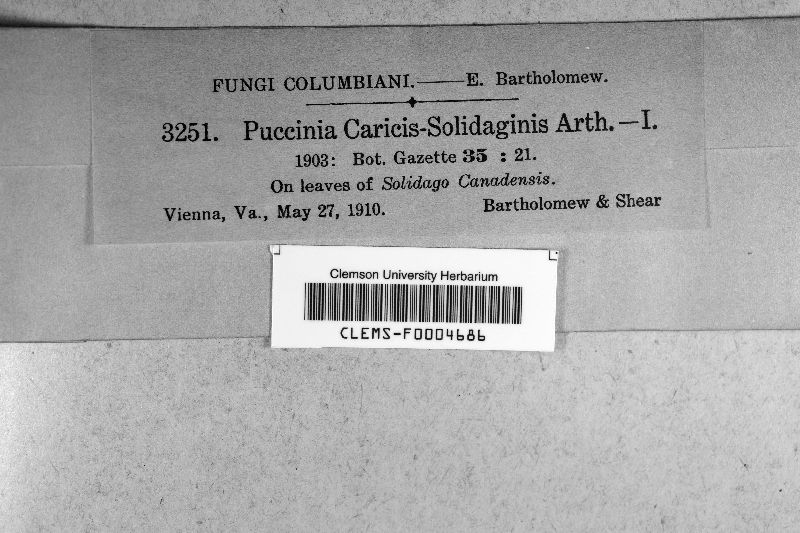 FUNGI COLUMBIANI.——E. Bartholomew.
3251. Puccinia Caricis-Solidaginis Arth.—I.
1903: Bot. Gazette 35 : 21.
On leaves of Solidago Canadensis.
Vienna, Va., May 27, 1910. Bartholomew & Shear
Clemson University Herbarium
CLEMS-F0004686